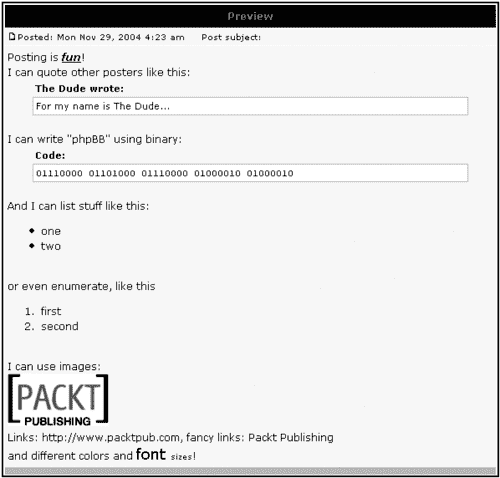 Preview
Posted: Mon Nov 29, 2004 4:23 am Post subject:
Posting is fun!
I can quote other posters like this:
The Dude wrote:
For my name is The Dude...
I can write "phpBB" using binary:
Code:
01110000 01101000 01110000 01000010 01000010
And I can list stuff like this:
one
two
or even enumerate, like this
1. first
2. second
I can use images:
PACKT
PUBLISHING
Links: http://www.packtpub.com, fancy links: Packt Publishing
and different colors and font sizes!